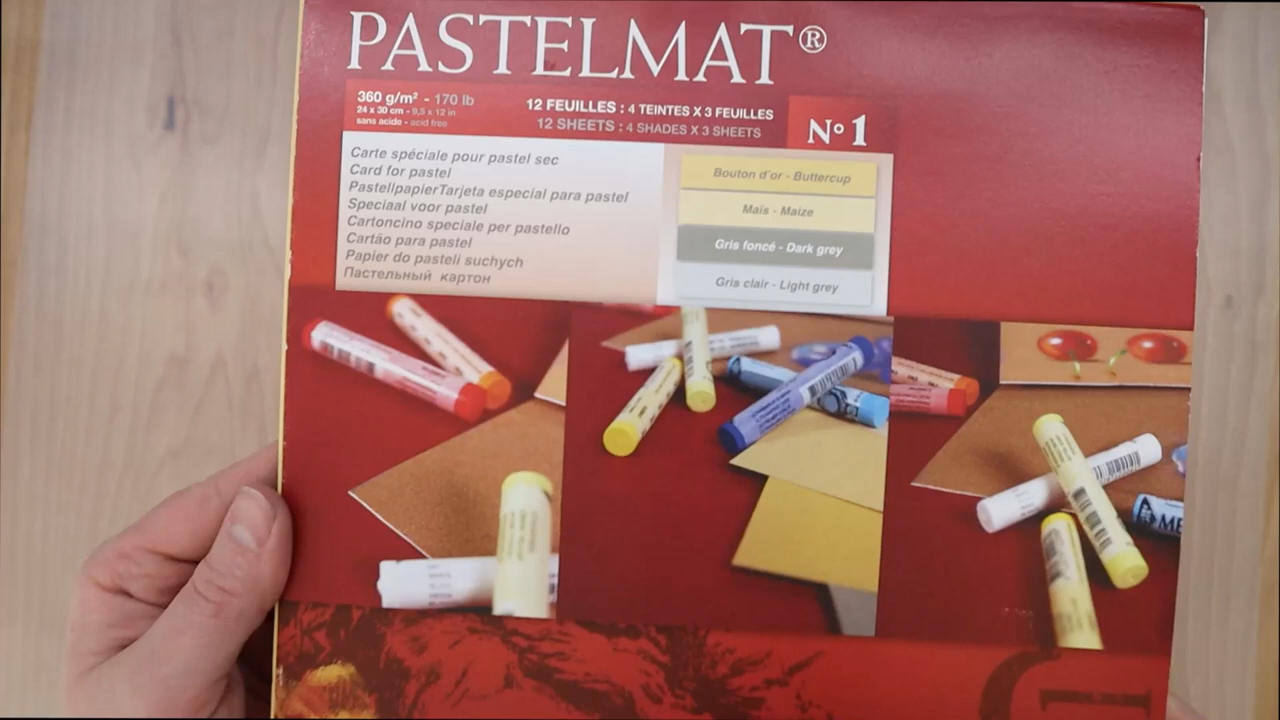 PASTELMAT®
360 g/m² - 170 lb
24 x 30 cm - 9,5 x 12 in
sans acide - acid free
12 FEUILLES : 4 TEINTES X 3 FEUILLES
12 SHEETS : 4 SHADES X 3 SHEETS
N° 1
Carte spéciale pour pastel sec
Card for pastel
PastellpapierTarjeta especial para pastel
Speciaal voor pastel
Cartoncino speciale per pastello
Cartão para pastel
Papier do pasteli suchych
Пастельный картон
Bouton d'or - Buttercup
Maïs - Maize
Gris foncé - Dark grey
Gris clair - Light grey